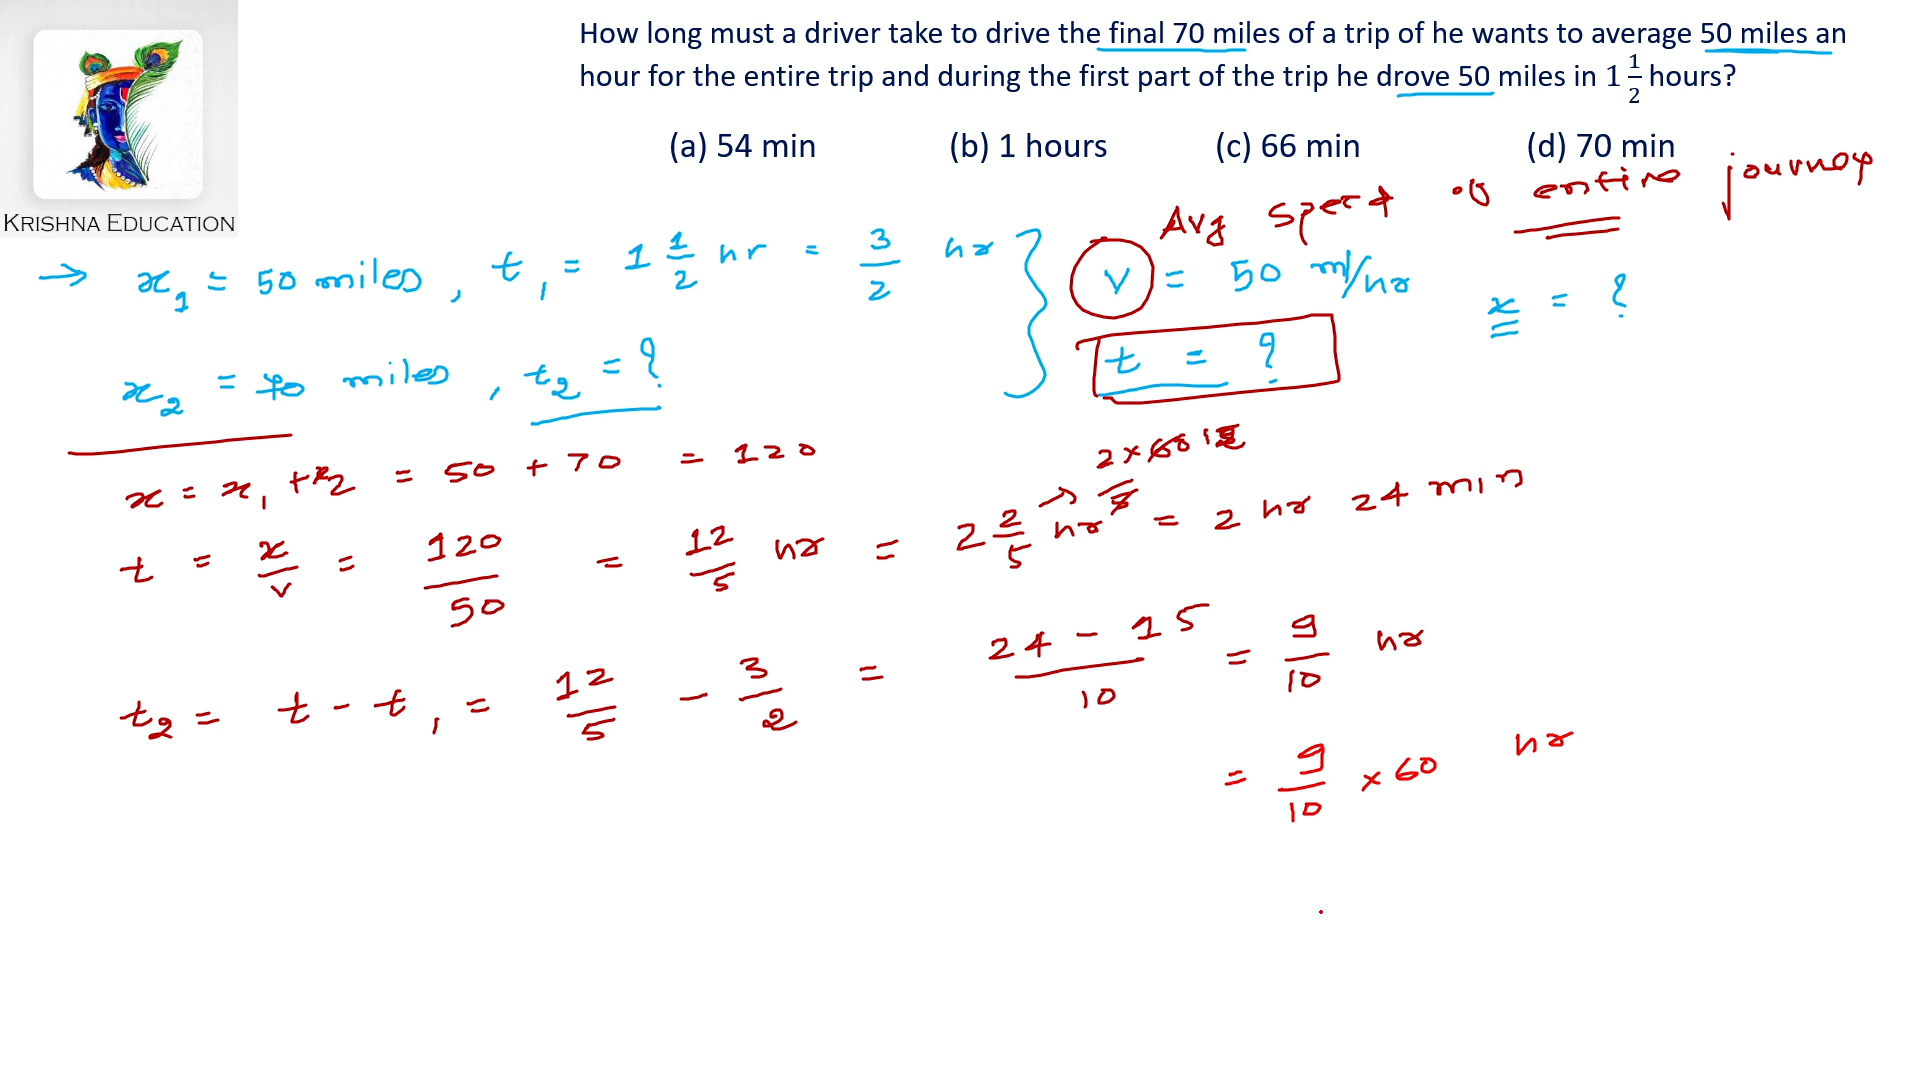 How long must a driver take to drive the final 70 miles of a trip of he wants to average 50 miles an
hour for the entire trip and during the first part of the trip he drove 50 miles in 1 1/2 hours?
(a) 54 min (b) 1 hours (c) 66 min (d) 70 min
KRISHNA EDUCATION
Avg speed of entire journey
→ x₁ = 50 miles, t₁ = 1 1/2 hr = 3/2 hr } v = 50 m/hr x = ?
x₂ = 70 miles, t₂ = ? t = ?
x = x₁ + x₂ = 50 + 70 = 120
2 × 60 12 / 5
t = x/v = 120/50 = 12/5 hr = 2 2/5 hr = 2 hr 24 min
t₂ = t - t₁ = 12/5 - 3/2 = 24 - 15 / 10 = 9/10 hr
= 9/10 × 60 hr